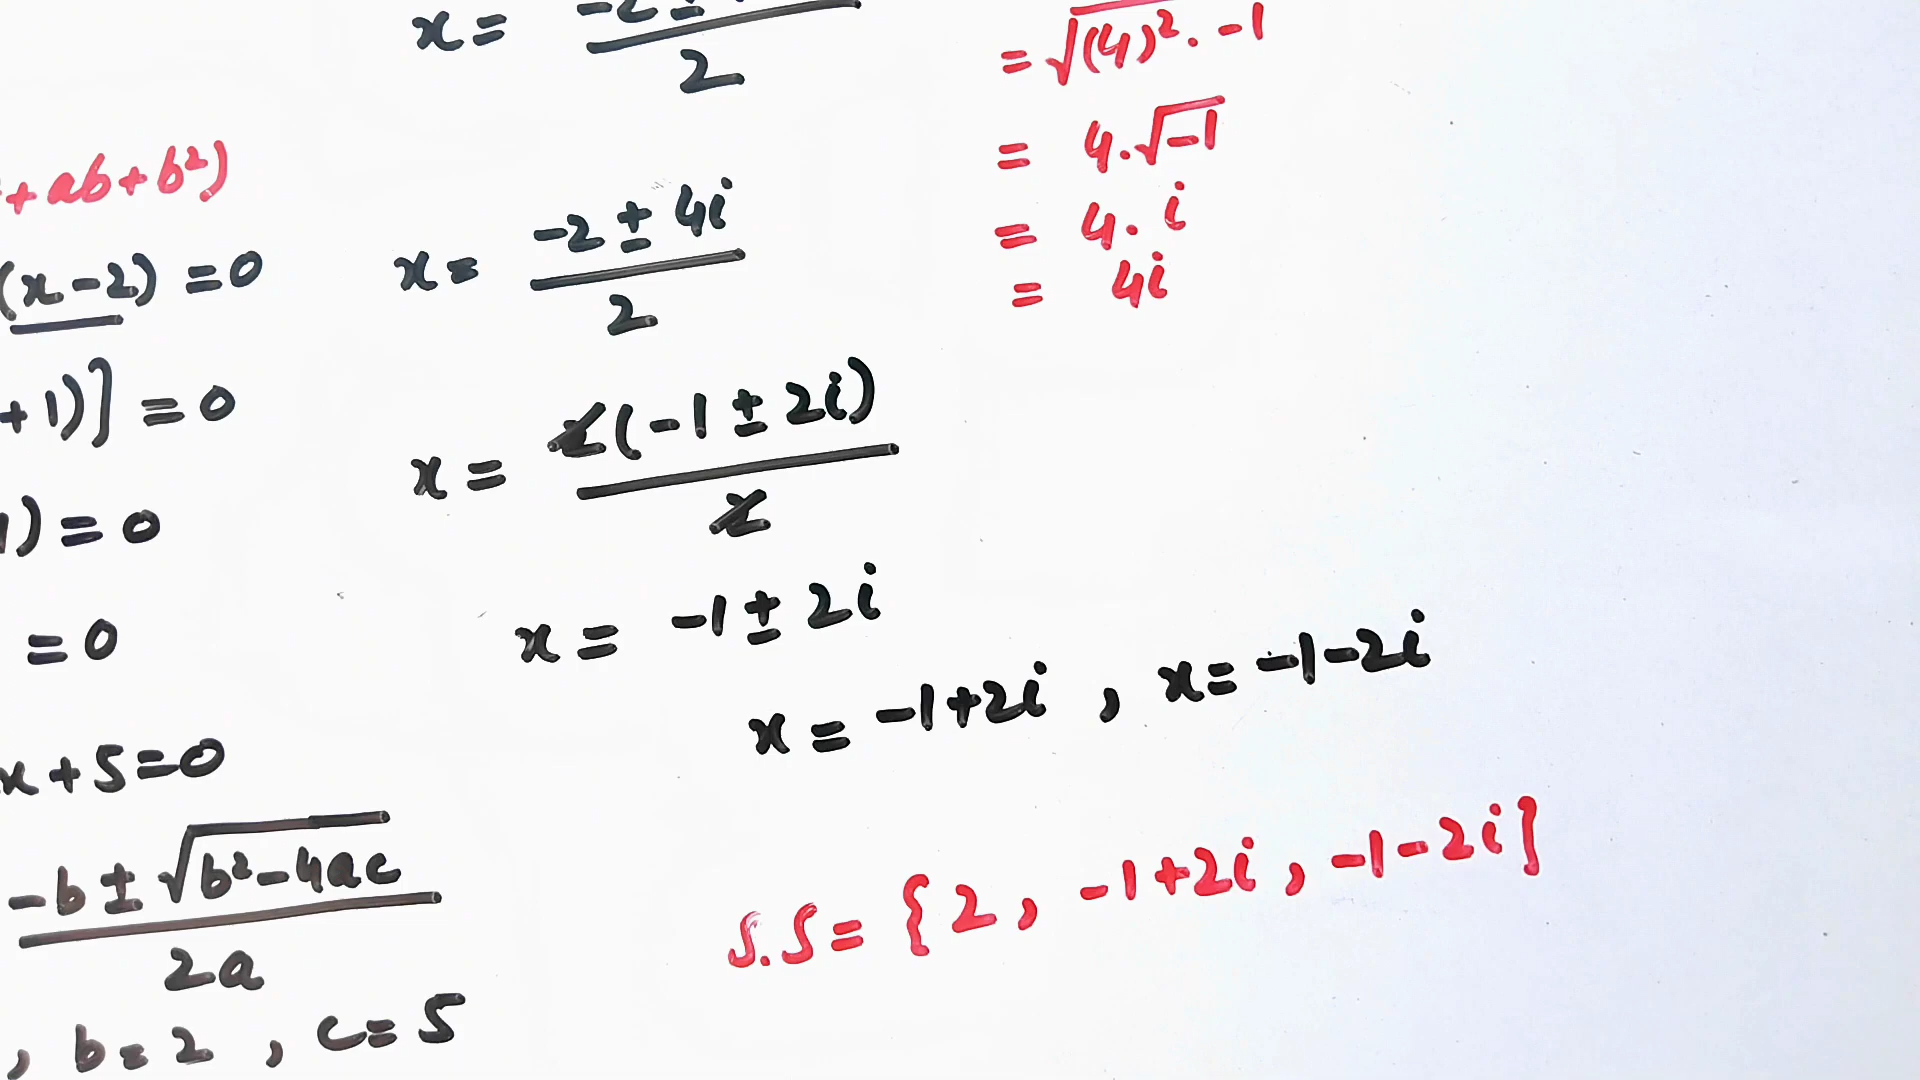 +ab+b²)
(x-2) =0
+1)] =0
1)=0
=0
x+5=0
-b±√b²-4ac
2a
, b=2 , c=5
x= -2±
2
x= -2±4i
2
x= 2(-1±2i)
2
x= -1±2i
x= -1+2i , x= -1-2i
=√(4)².-1
= 4.√-1
= 4.i
= 4i
S.S= {2, -1+2i, -1-2i}